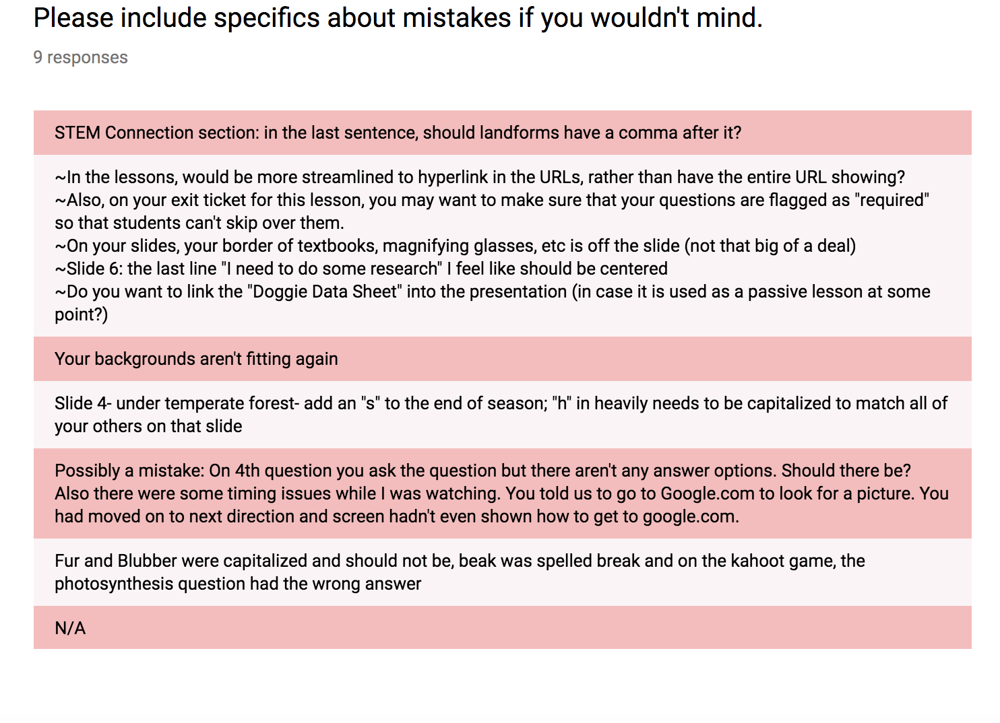 Please include specifics about mistakes if you wouldn't mind.
9 responses
STEM Connection section: in the last sentence, should landforms have a comma after it?
~In the lessons, would be more streamlined to hyperlink in the URLs, rather than have the entire URL showing?
~Also, on your exit ticket for this lesson, you may want to make sure that your questions are flagged as "required"
so that students can't skip over them.
~On your slides, your border of textbooks, magnifying glasses, etc is off the slide (not that big of a deal)
~Slide 6: the last line "I need to do some research" I feel like should be centered
~Do you want to link the "Doggie Data Sheet" into the presentation (in case it is used as a passive lesson at some
point?)
Your backgrounds aren't fitting again
Slide 4- under temperate forest- add an "s" to the end of season; "h" in heavily needs to be capitalized to match all of
your others on that slide
Possibly a mistake: On 4th question you ask the question but there aren't any answer options. Should there be?
Also there were some timing issues while I was watching. You told us to go to Google.com to look for a picture. You
had moved on to next direction and screen hadn't even shown how to get to google.com.
Fur and Blubber were capitalized and should not be, beak was spelled break and on the kahoot game, the
photosynthesis question had the wrong answer
N/A